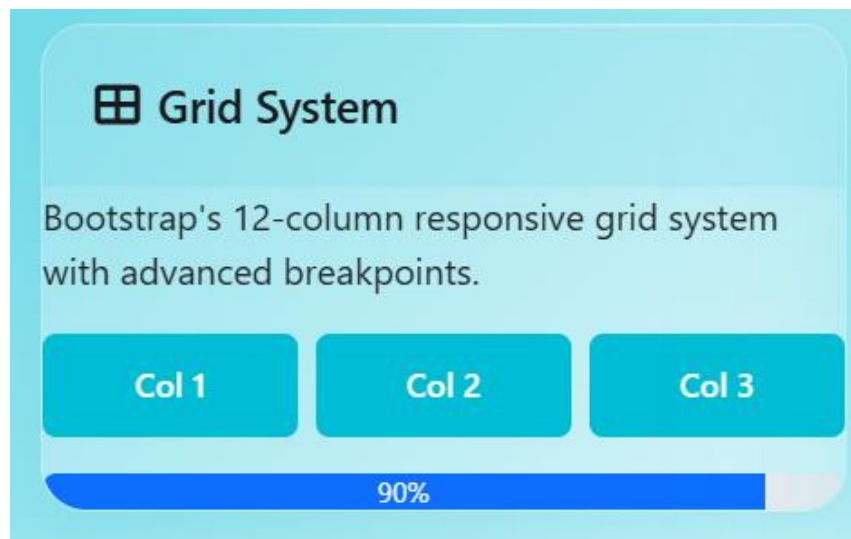 Grid System
Bootstrap's 12-column responsive grid system
with advanced breakpoints.
Col 1 Col 2 Col 3
90%